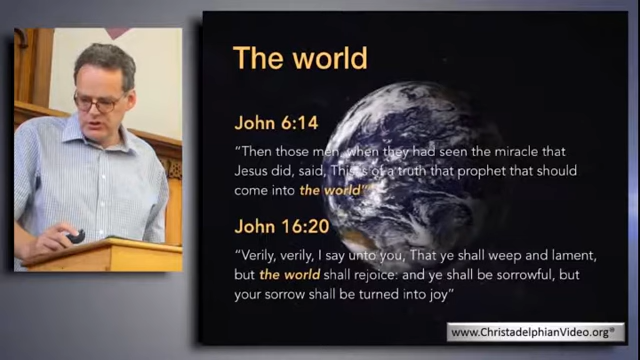 The world
John 6:14
"Then those men, when they had seen the miracle that
Jesus did, said, This is of a truth that prophet that should
come into the world"
John 16:20
"Verily, verily, I say unto you, That ye shall weep and lament,
but the world shall rejoice: and ye shall be sorrowful, but
your sorrow shall be turned into joy"
www.ChristadelphianVideo.org®